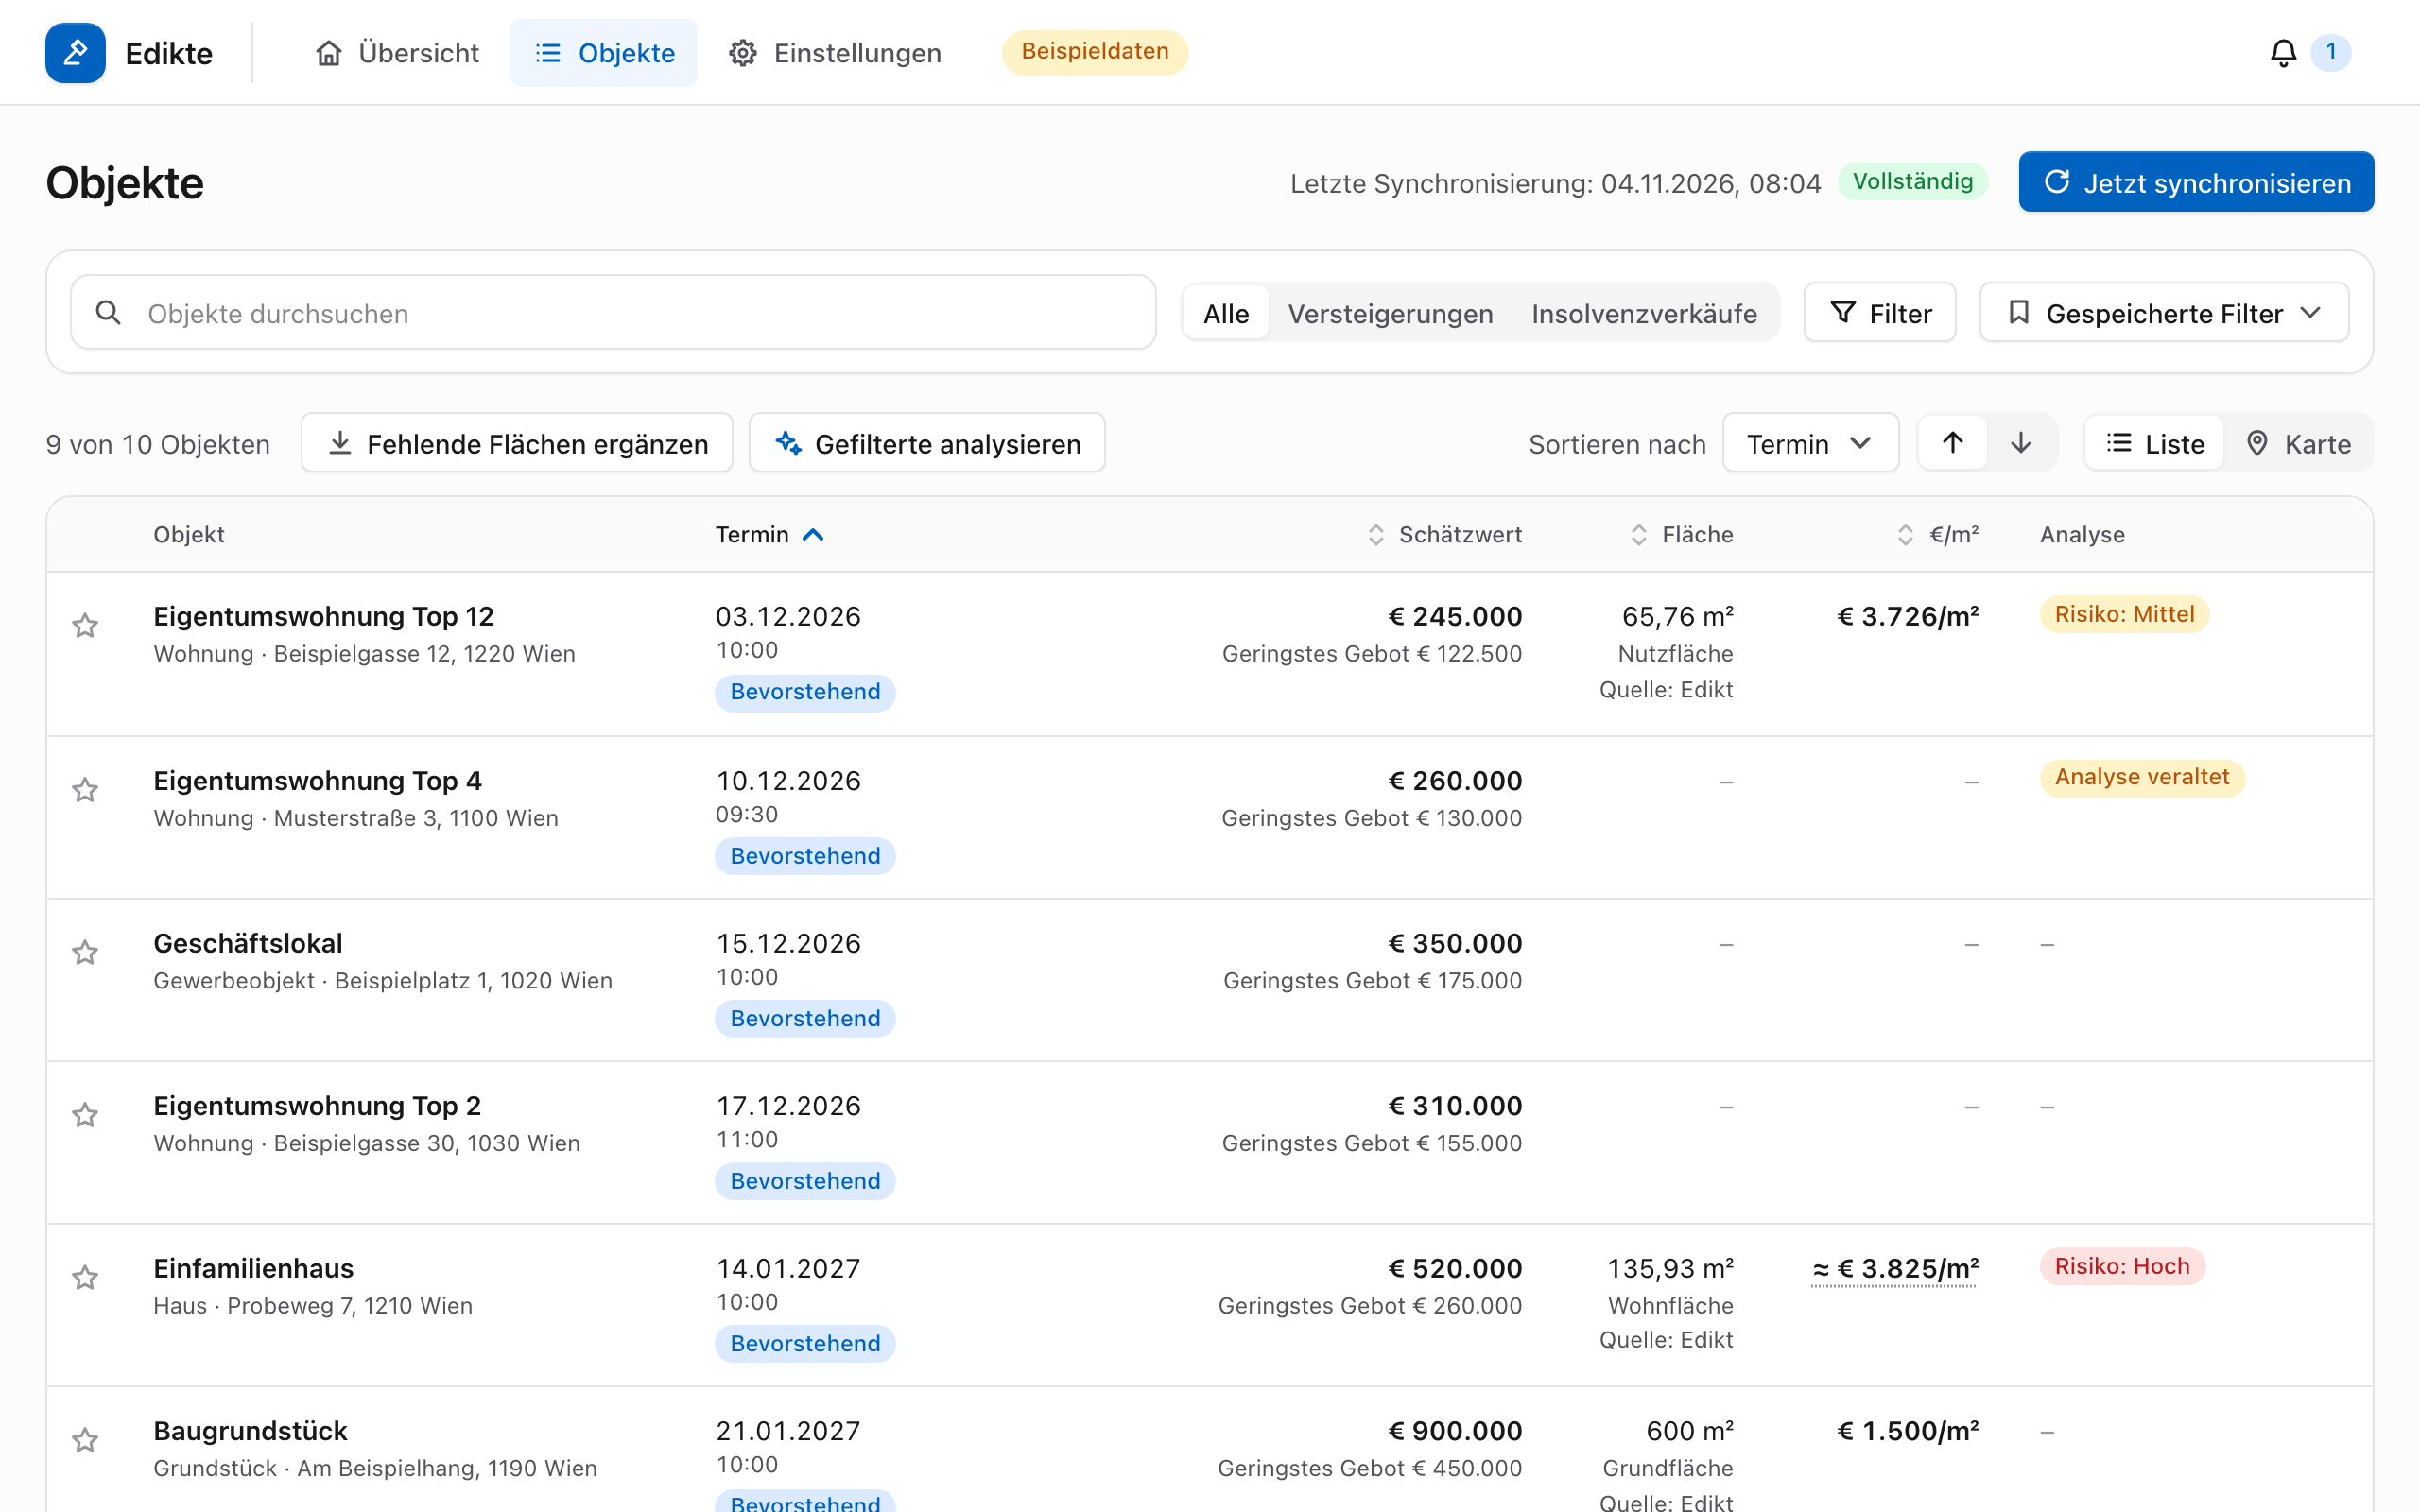 Edikte Übersicht Objekte Einstellungen Beispieldaten 1
Objekte Letzte Synchronisierung: 04.11.2026, 08:04 Vollständig Jetzt synchronisieren
Objekte durchsuchen Alle Versteigerungen Insolvenzverkäufe Filter Gespeicherte Filter
9 von 10 Objekten Fehlende Flächen ergänzen Gefilterte analysieren Sortieren nach Termin Liste Karte
Objekt Termin Schätzwert Fläche €/m² Analyse
Eigentumswohnung Top 12 03.12.2026 € 245.000 65,76 m² € 3.726/m² Risiko: Mittel
Wohnung · Beispielgasse 12, 1220 Wien 10:00 Geringstes Gebot € 122.500 Nutzfläche
Bevorstehend Quelle: Edikt
Eigentumswohnung Top 4 10.12.2026 € 260.000 – – Analyse veraltet
Wohnung · Musterstraße 3, 1100 Wien 09:30 Geringstes Gebot € 130.000
Bevorstehend
Geschäftslokal 15.12.2026 € 350.000 – – –
Gewerbeobjekt · Beispielplatz 1, 1020 Wien 10:00 Geringstes Gebot € 175.000
Bevorstehend
Eigentumswohnung Top 2 17.12.2026 € 310.000 – – –
Wohnung · Beispielgasse 30, 1030 Wien 11:00 Geringstes Gebot € 155.000
Bevorstehend
Einfamilienhaus 14.01.2027 € 520.000 135,93 m² ≈ € 3.825/m² Risiko: Hoch
Haus · Probeweg 7, 1210 Wien 10:00 Geringstes Gebot € 260.000 Wohnfläche
Bevorstehend Quelle: Edikt
Baugrundstück 21.01.2027 € 900.000 600 m² € 1.500/m² –
Grundstück · Am Beispielhang, 1190 Wien 10:00 Geringstes Gebot € 450.000 Grundfläche
Bevorstehend Quelle: Edikt